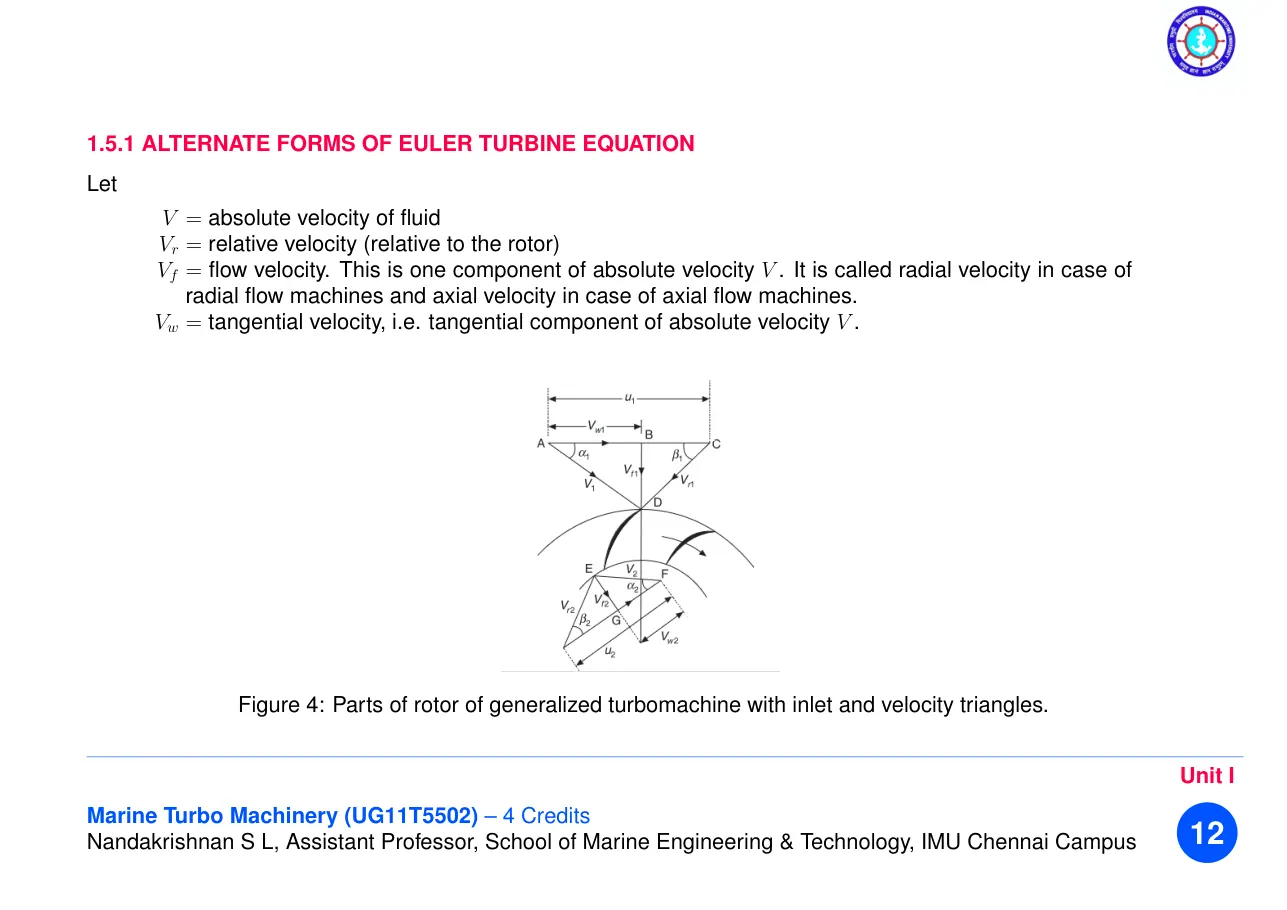 1.5.1 ALTERNATE FORMS OF EULER TURBINE EQUATION
Let
V = absolute velocity of fluid
Vr = relative velocity (relative to the rotor)
Vf = flow velocity. This is one component of absolute velocity V. It is called radial velocity in case of
radial flow machines and axial velocity in case of axial flow machines.
Vw = tangential velocity, i.e. tangential component of absolute velocity V.
u1
Vw1
A
B
C
α1
β1
Vf1
V1
Vr1
D
E
V2
F
α2
Vr2
Vf2
β2
G
Vw2
u2
Figure 4: Parts of rotor of generalized turbomachine with inlet and velocity triangles.
Unit I
Marine Turbo Machinery (UG11T5502) – 4 Credits
Nandakrishnan S L, Assistant Professor, School of Marine Engineering & Technology, IMU Chennai Campus
12